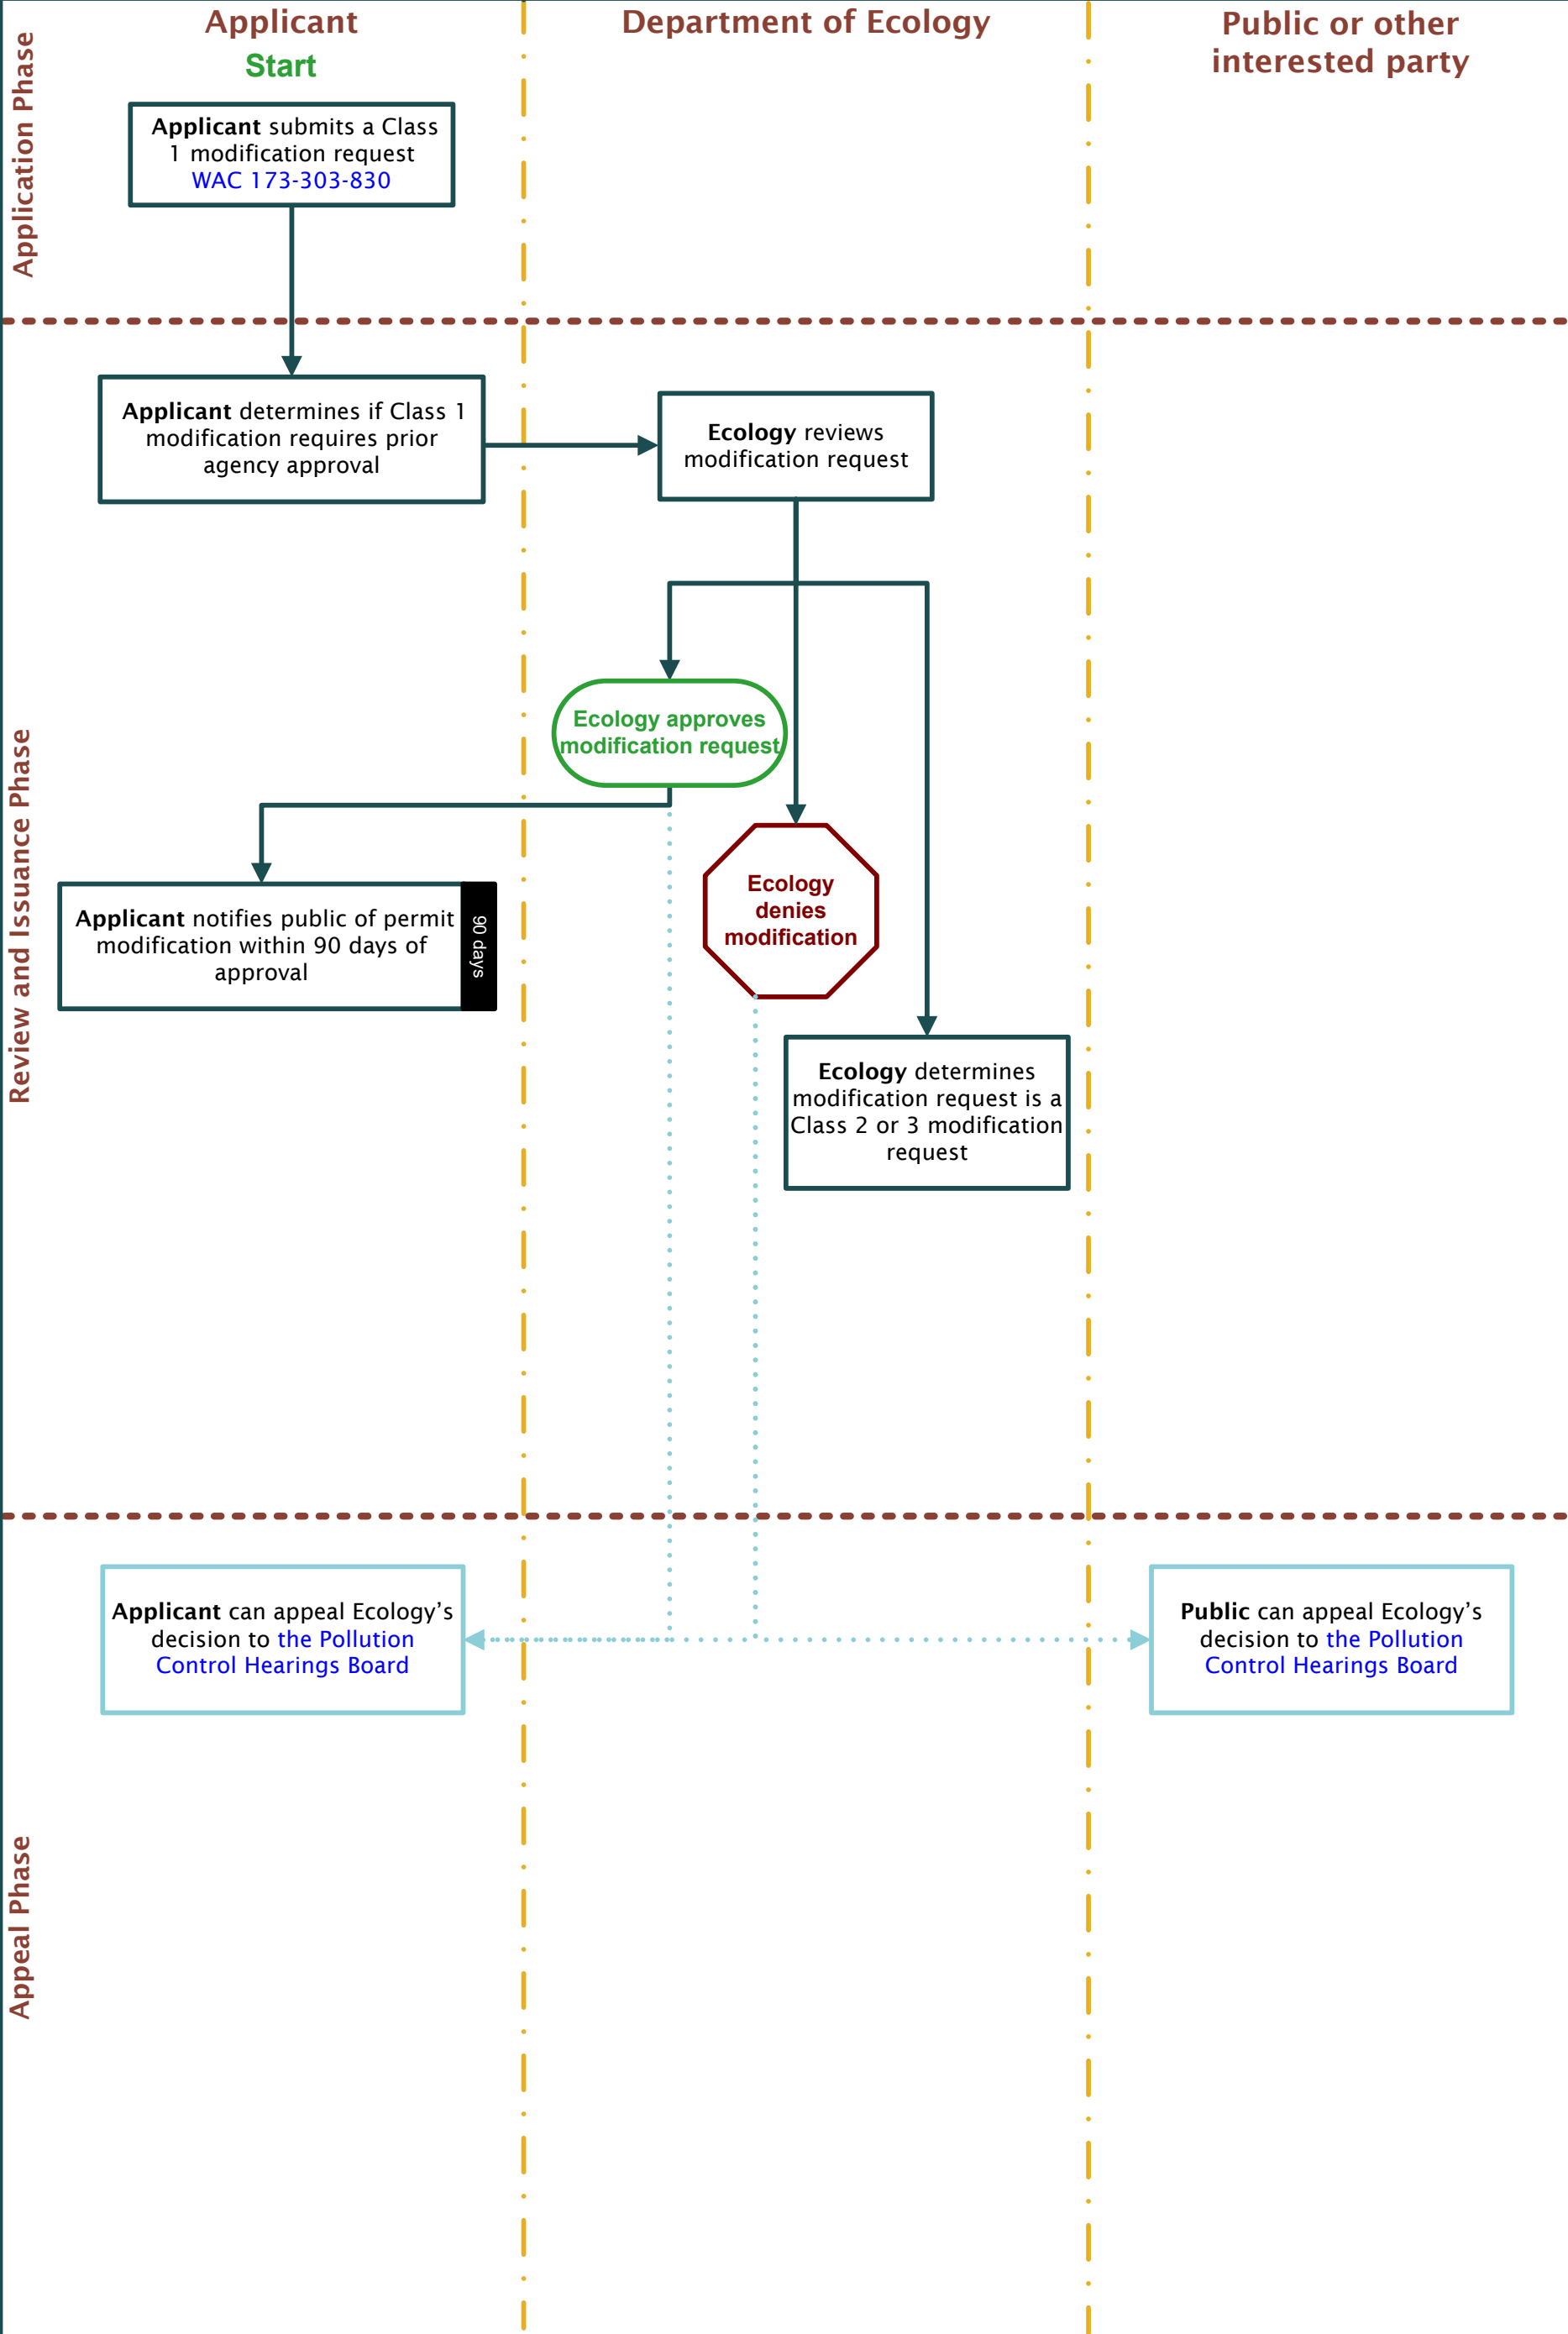 Applicant
Department of Ecology
Public or other
interested party
Start
Application Phase
Applicant submits a Class
1 modification request
WAC 173-303-830
Review and Issuance Phase
Applicant determines if Class 1
modification requires prior
agency approval
Ecology reviews
modification request
Ecology approves
modification request
Applicant notifies public of permit
modification within 90 days of
approval
90 days
Ecology
denies
modification
Ecology determines
modification request is a
Class 2 or 3 modification
request
Appeal Phase
Applicant can appeal Ecology’s
decision to the Pollution
Control Hearings Board
Public can appeal Ecology’s
decision to the Pollution
Control Hearings Board